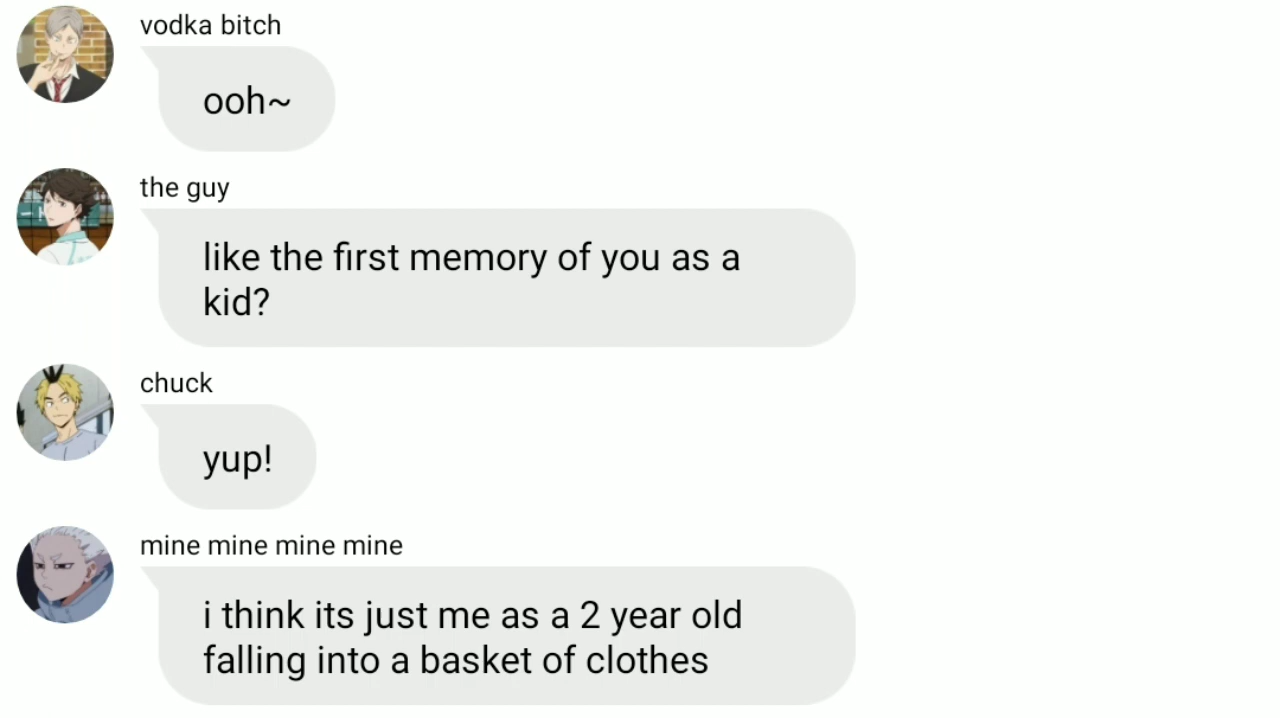 vodka bitch
ooh~
the guy
like the first memory of you as a
kid?
chuck
yup!
mine mine mine mine
i think its just me as a 2 year old
falling into a basket of clothes